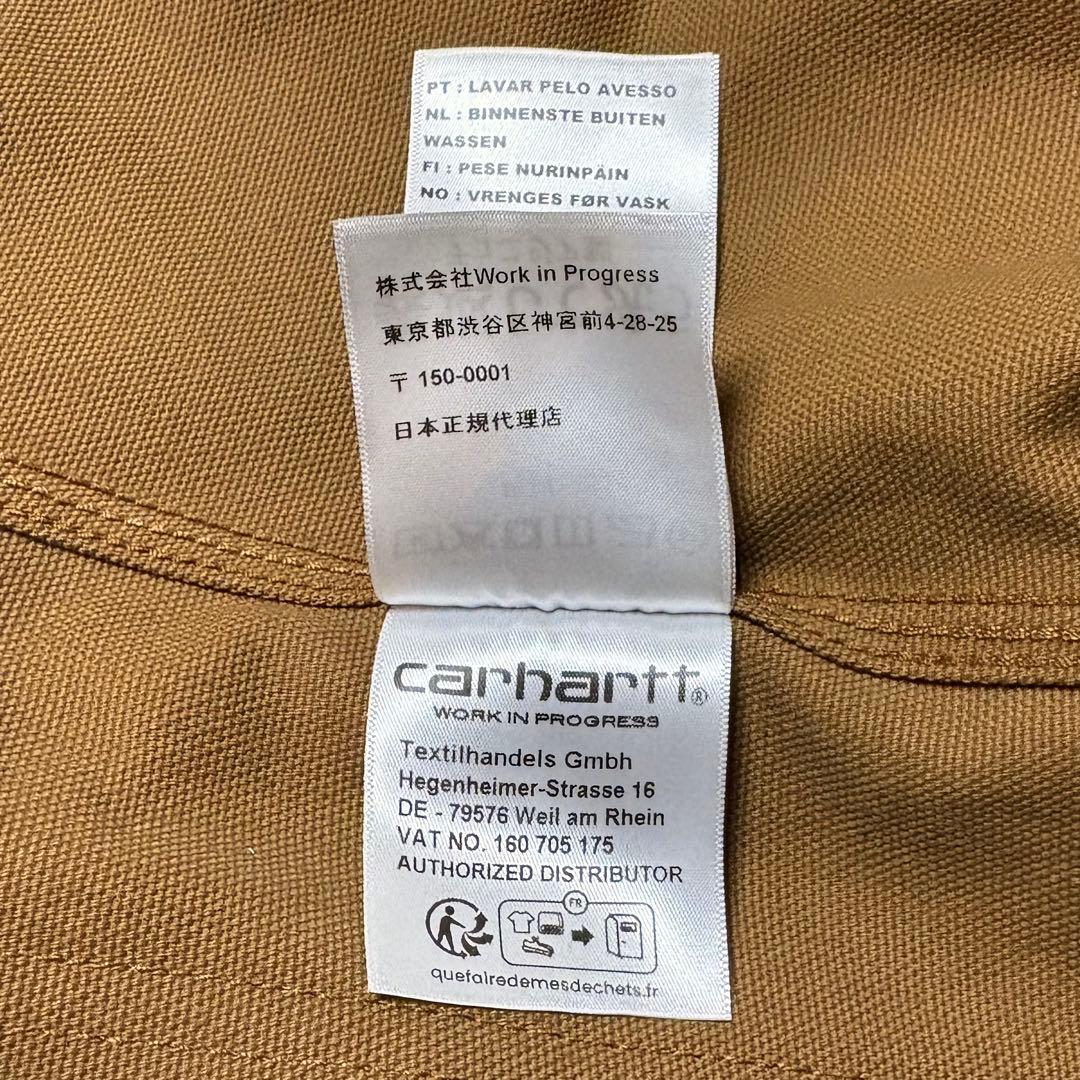 PT : LAVAR PELO AVESSO
NL : BINNENSTE BUITEN
WASSEN
FI : PESE NURINPÄIN
NO : VRENGES FØR VASK
株式会社Work in Progress
東京都渋谷区神宮前4-28-25
〒 150-0001
日本正規代理店
carhartt®
WORK IN PROGRESS
Textilhandels Gmbh
Hegenheimer-Strasse 16
DE - 79576 Weil am Rhein
VAT NO. 160 705 175
AUTHORIZED DISTRIBUTOR
FR
quefairedemesdechets.fr